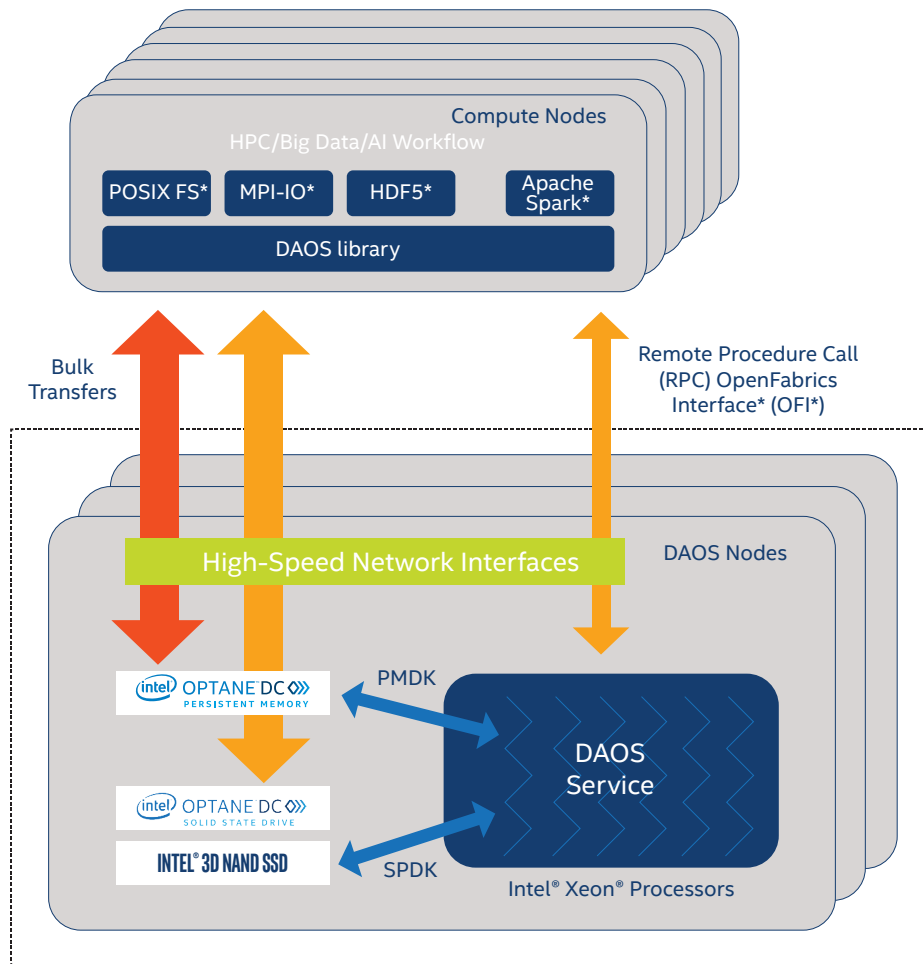 Compute Nodes
HPC/Big Data/AI Workflow
POSIX FS*
MPI-IO*
HDF5*
Apache
Spark*
DAOS library
Bulk
Transfers
Remote Procedure Call
(RPC) OpenFabrics
Interface* (OFI*)
High-Speed Network Interfaces
DAOS Nodes
intel OPTANE™DC
PERSISTENT MEMORY
PMDK
DAOS
Service
intel OPTANE DC
SOLID STATE DRIVE
INTEL® 3D NAND SSD
SPDK
Intel® Xeon® Processors